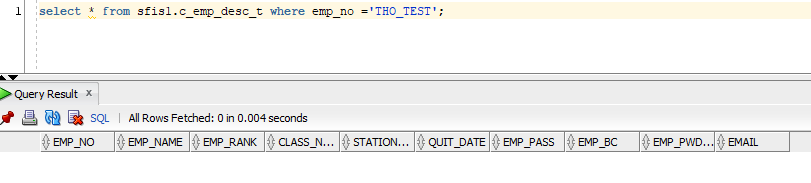 1 select * from sfis1.c_emp_desc_t where emp_no ='THO_TEST';
Query Result x
SQL | All Rows Fetched: 0 in 0.004 seconds
EMP_NO EMP_NAME EMP_RANK CLASS_N... STATION... QUIT_DATE EMP_PASS EMP_BC EMP_PWD... EMAIL